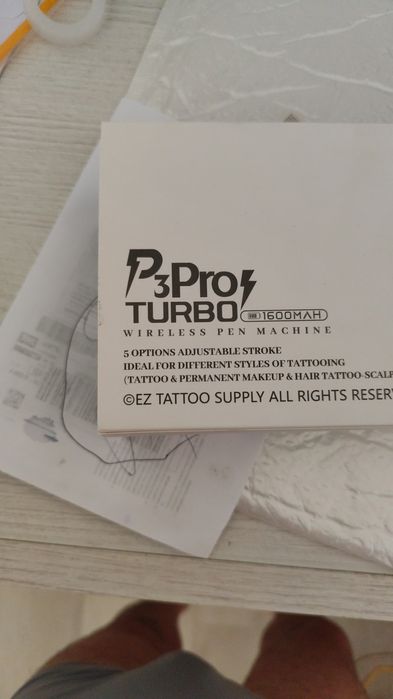 P3Pro
TURBO 1600MAH
WIRELESS PEN MACHINE
5 OPTIONS ADJUSTABLE STROKE
IDEAL FOR DIFFERENT STYLES OF TATTOOING
(TATTOO & PERMANENT MAKEUP & HAIR TATTOO-SCALP
©EZ TATTOO SUPPLY ALL RIGHTS RESER